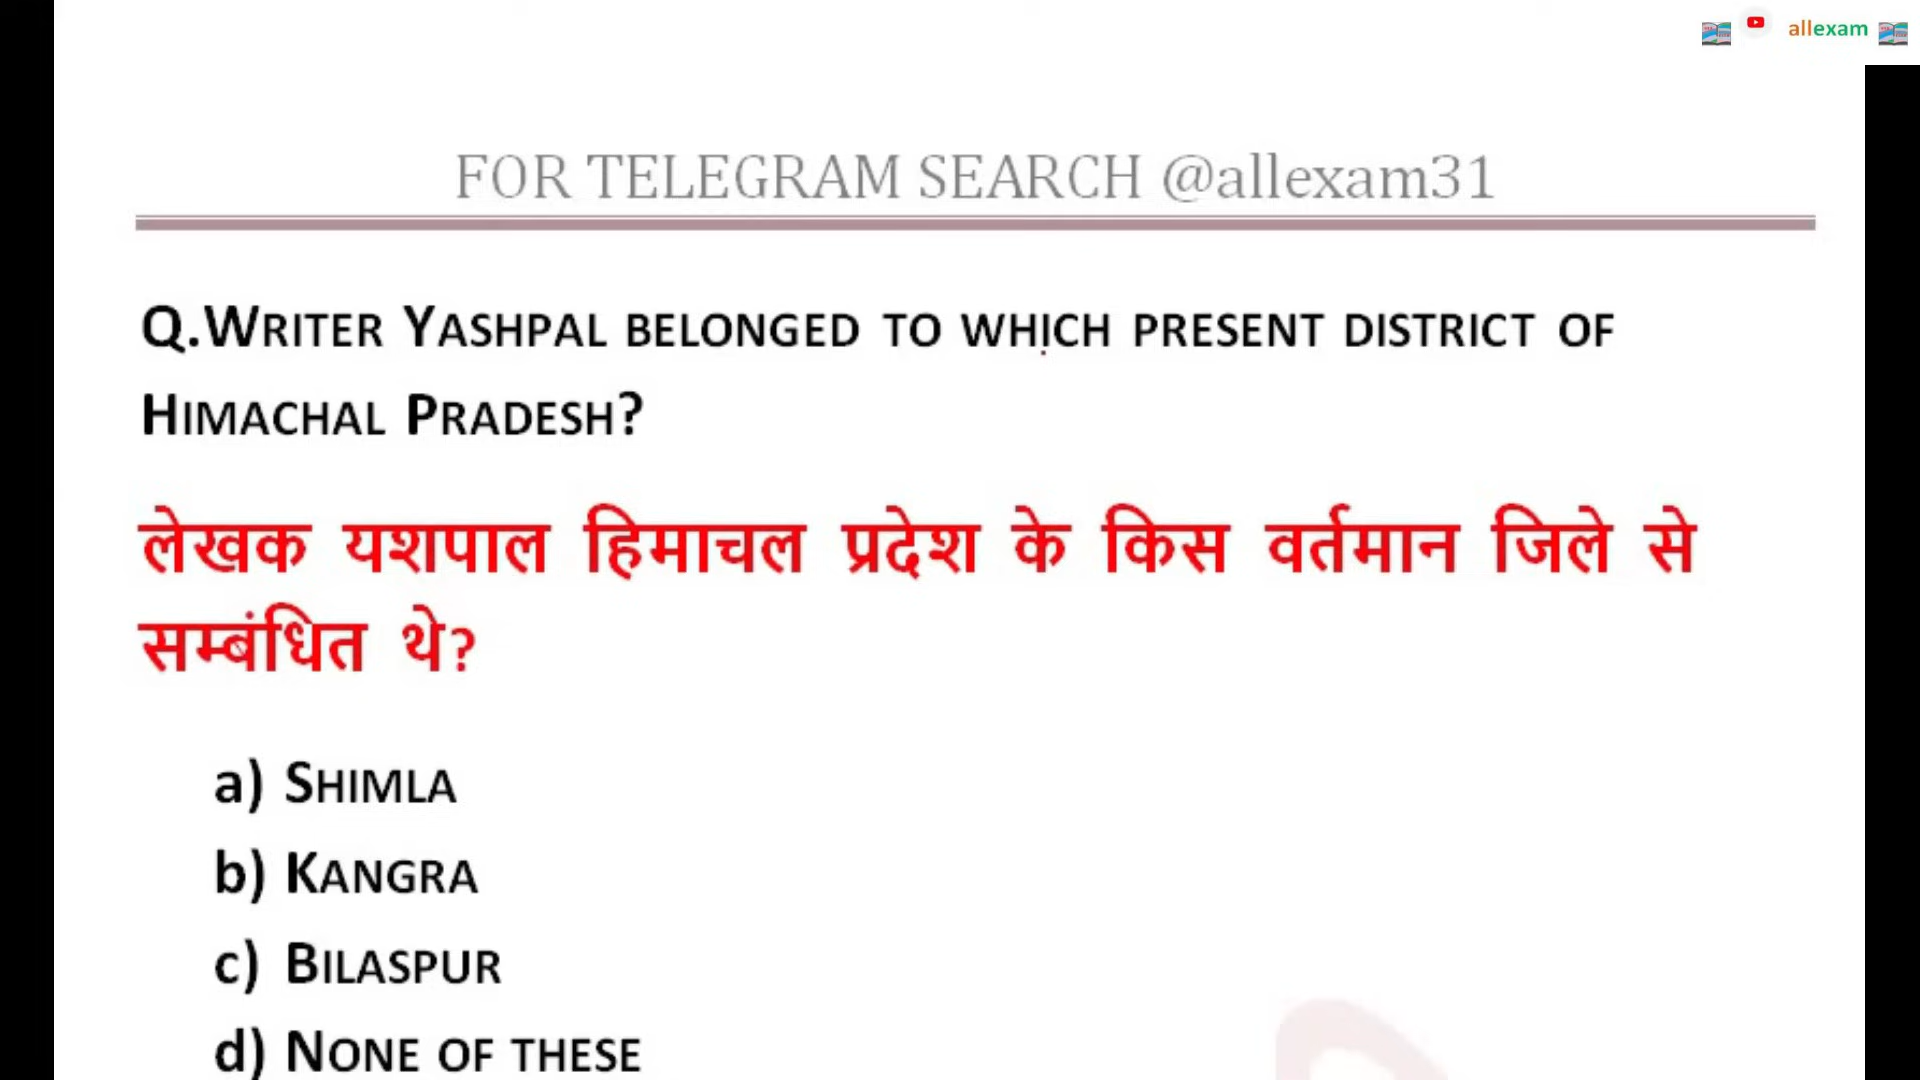 allexam
FOR TELEGRAM SEARCH @allexam31
Q.Writer Yashpal belonged to which present district of
Himachal Pradesh?
लेखक यशपाल हिमाचल प्रदेश के किस वर्तमान जिले से
सम्बंधित थे?
a) Shimla
b) Kangra
c) Bilaspur
d) None of these